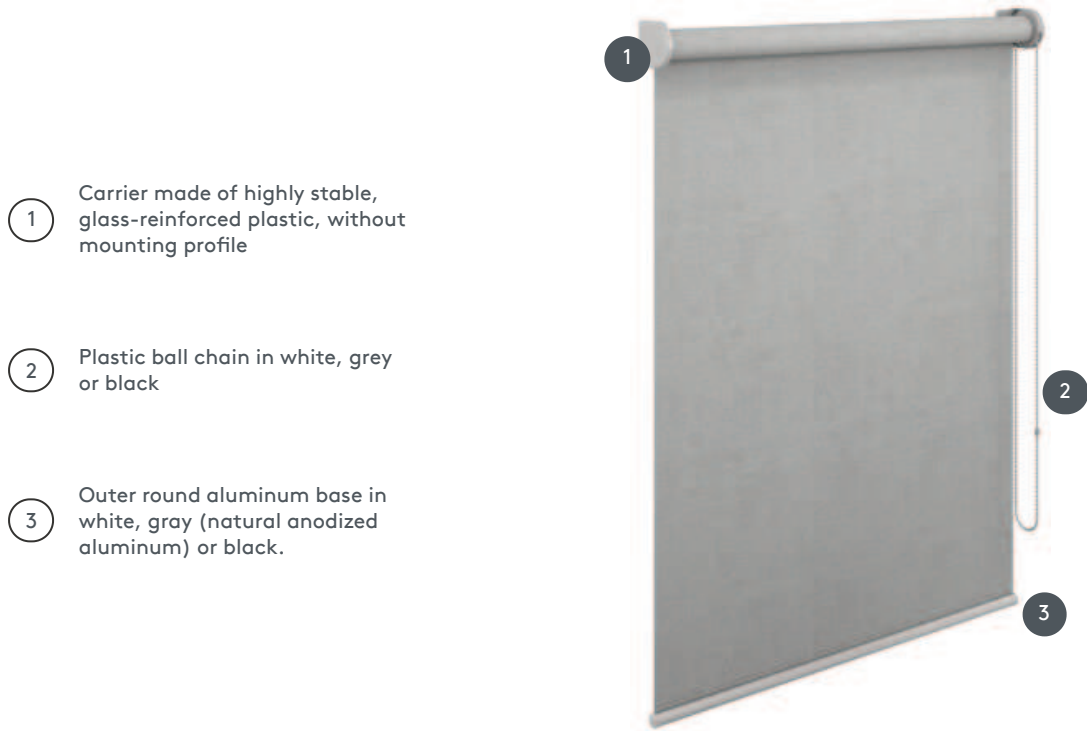 1
Carrier made of highly stable,
glass-reinforced plastic, without
mounting profile
2
Plastic ball chain in white, grey
or black
3
Outer round aluminum base in
white, gray (natural anodized
aluminum) or black.
1
2
3